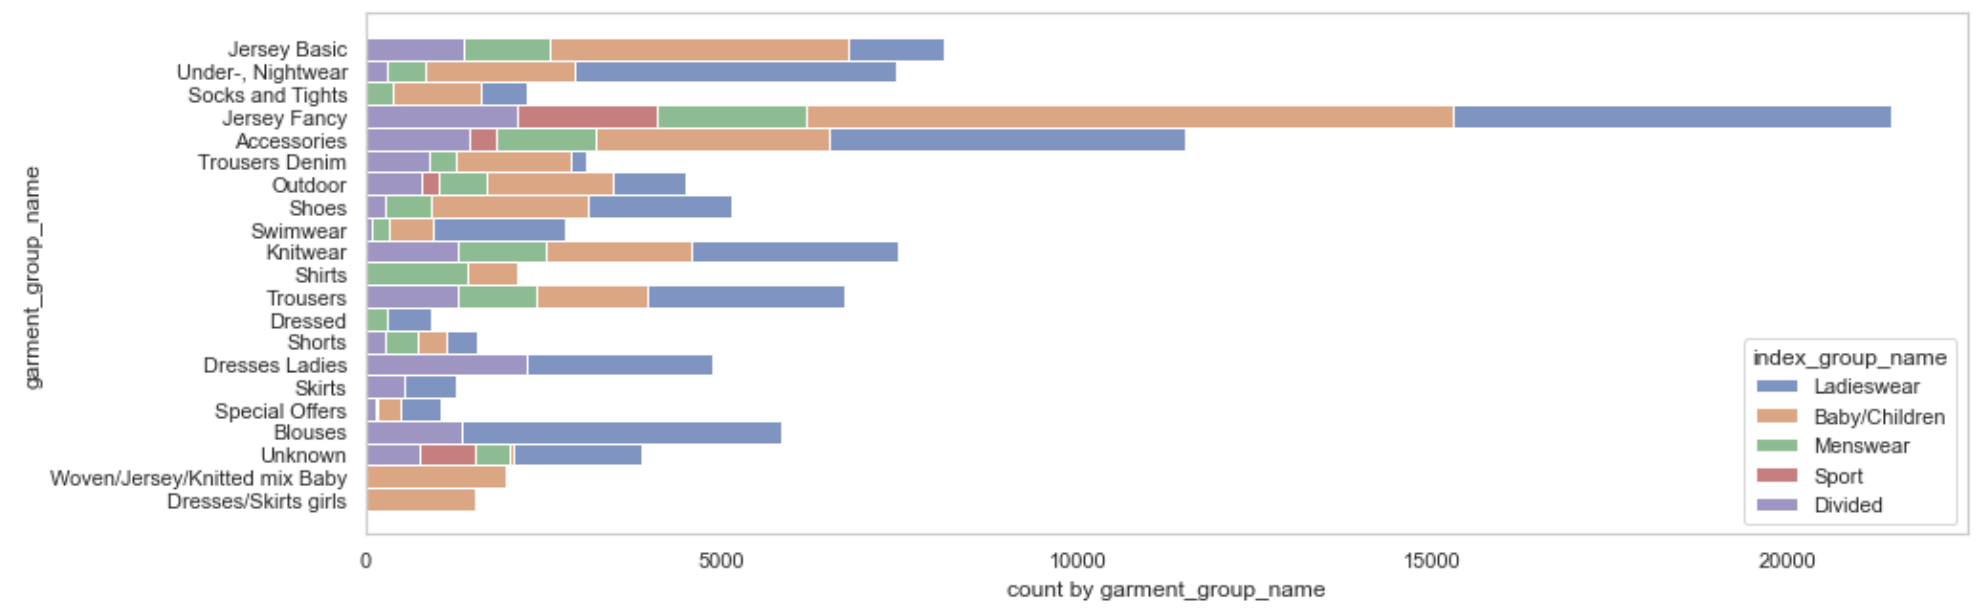 garment_group_name
Jersey Basic
Under-, Nightwear
Socks and Tights
Jersey Fancy
Accessories
Trousers Denim
Outdoor
Shoes
Swimwear
Knitwear
Shirts
Trousers
Dressed
Shorts
Dresses Ladies
Skirts
Special Offers
Blouses
Unknown
Woven/Jersey/Knitted mix Baby
Dresses/Skirts girls
index_group_name
Ladieswear
Baby/Children
Menswear
Sport
Divided
0 5000 10000 15000 20000
count by garment_group_name